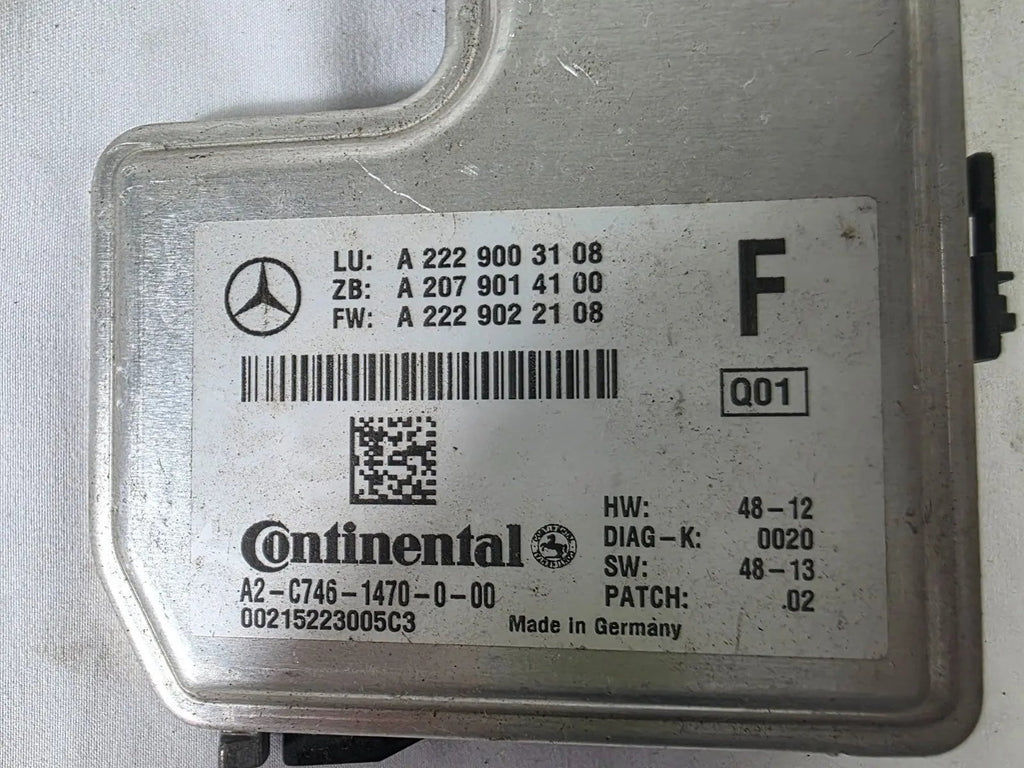 LU: A 222 900 31 08
ZB: A 207 901 41 00
FW: A 222 902 21 08
F
Q01
Continental
A2-C746-1470-0-00
00215223005C3
HW: 48-12
DIAG-K: 0020
SW: 48-13
PATCH: .02
Made in Germany